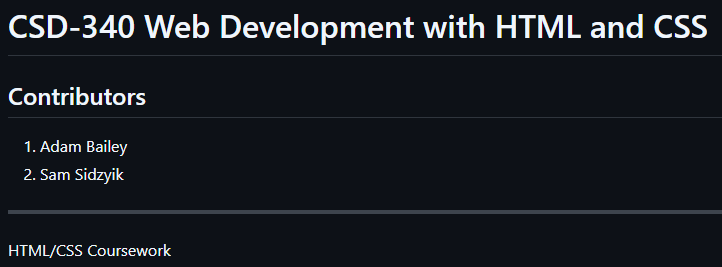 CSD-340 Web Development with HTML and CSS
Contributors
1. Adam Bailey
2. Sam Sidzyik
HTML/CSS Coursework